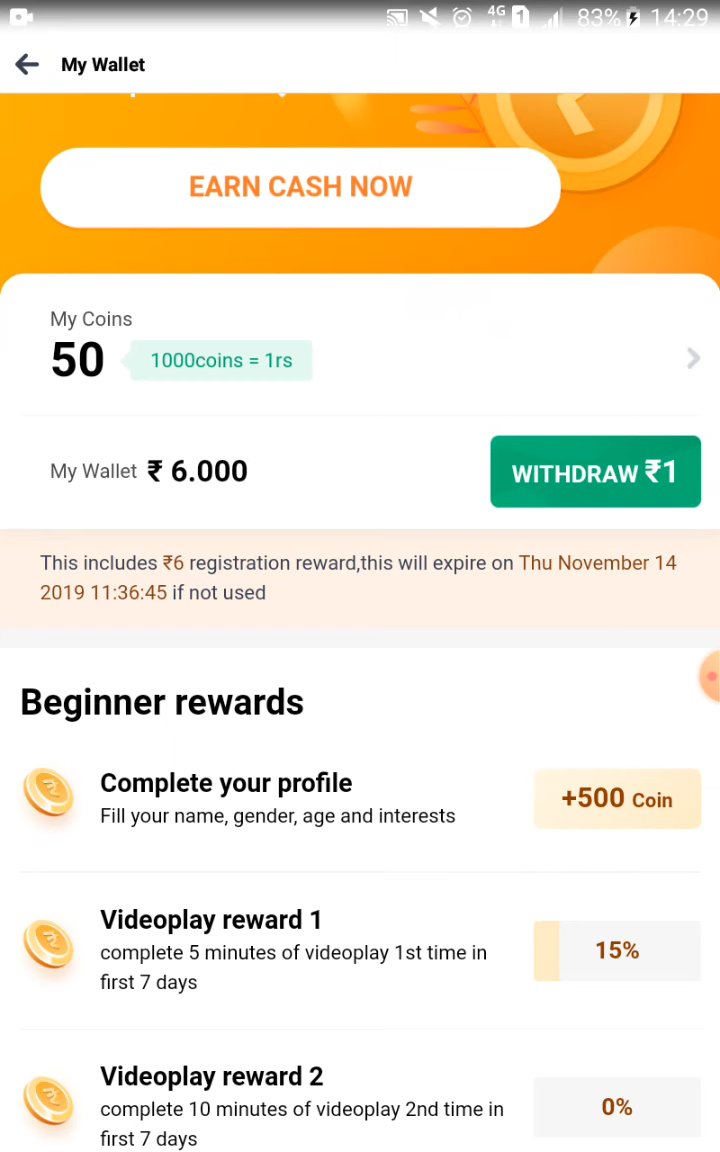 4G 1 83% 14:29
My Wallet
EARN CASH NOW
My Coins
50 1000coins = 1rs
My Wallet ₹ 6.000 WITHDRAW ₹1
This includes ₹6 registration reward,this will expire on Thu November 14
2019 11:36:45 if not used
Beginner rewards
Complete your profile
+500 Coin
Fill your name, gender, age and interests
Videoplay reward 1
complete 5 minutes of videoplay 1st time in
15%
first 7 days
Videoplay reward 2
complete 10 minutes of videoplay 2nd time in
0%
first 7 days